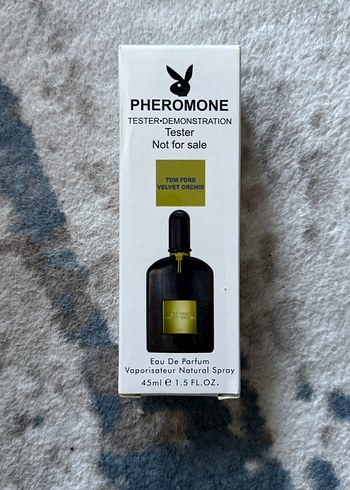 PHEROMONE
TESTER•DEMONSTRATION
Tester
Not for sale
TOM FORD
VELVET ORCHID
Eau De Parfum
Vaporisateur Natural Spray
45ml e 1.5 FL.OZ.